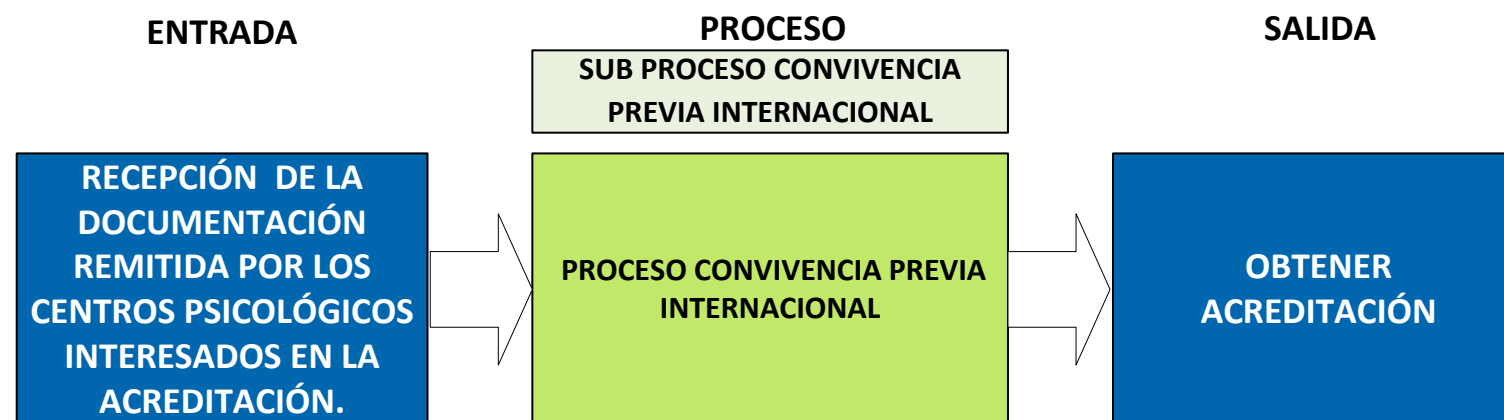 ENTRADA
PROCESO
SALIDA
SUB PROCESO CONVIVENCIA
PREVIA INTERNACIONAL
RECEPCIÓN DE LA
DOCUMENTACIÓN
REMITIDA POR LOS
CENTROS PSICOLÓGICOS
INTERESADOS EN LA
ACREDITACIÓN.
PROCESO CONVIVENCIA PREVIA
INTERNACIONAL
OBTENER
ACREDITACIÓN